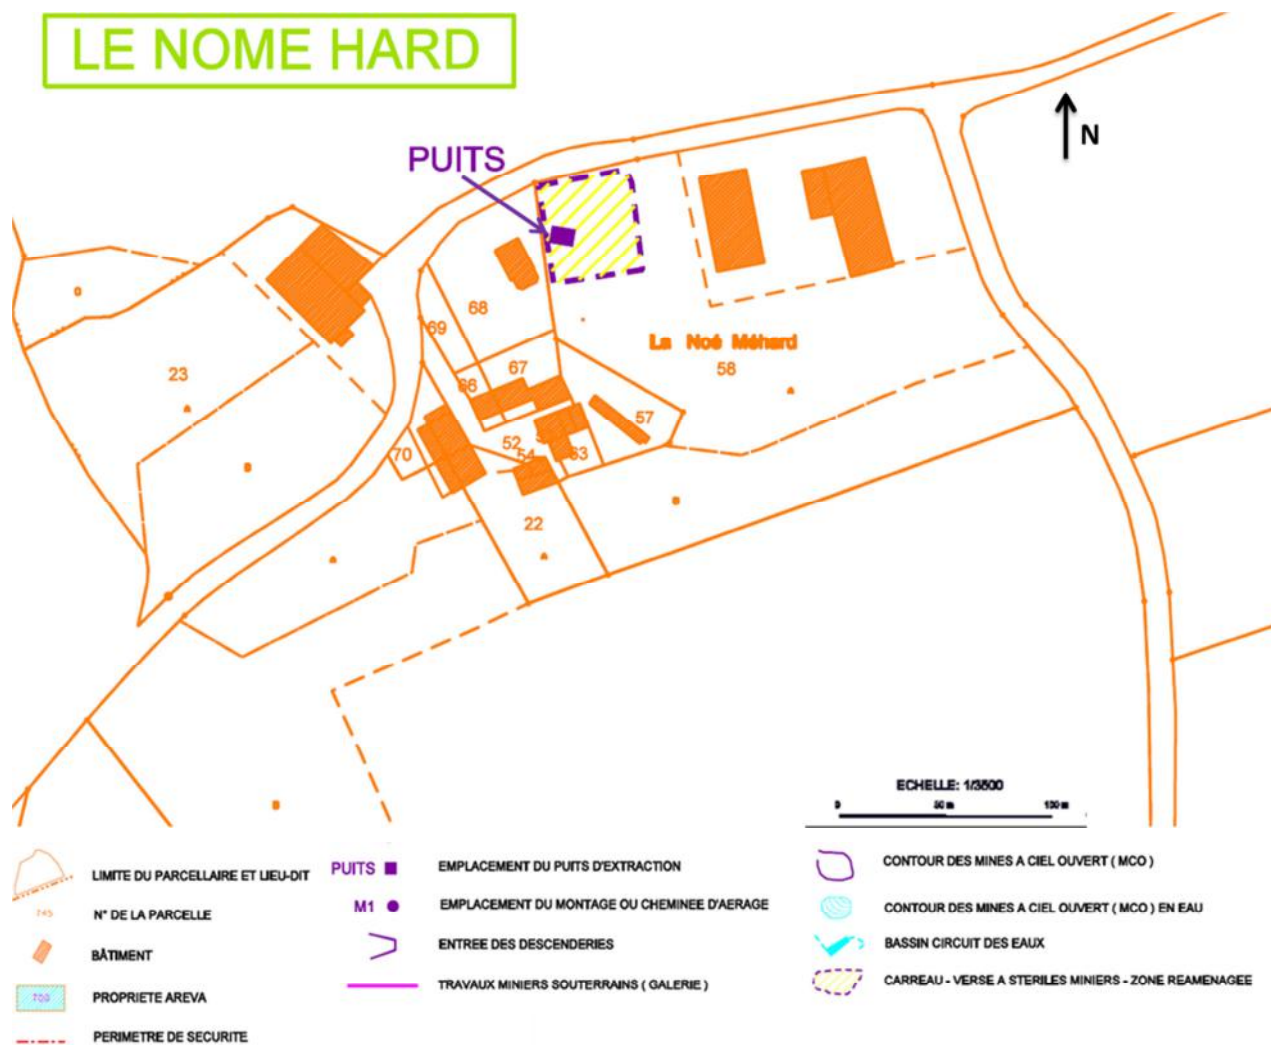 LE NOME HARD
N
PUITS
68
69
23
67
La Noé Méhard
58
66
57
52
54
63
70
22
ECHELLE: 1/3500
0 50 m 100 m
LIMITE DU PARCELLAIRE ET LIEU-DIT
745 N° DE LA PARCELLE
BÂTIMENT
709 PROPRIETE AREVA
PERIMETRE DE SECURITE
PUITS EMPLACEMENT DU PUITS D'EXTRACTION
M1 EMPLACEMENT DU MONTAGE OU CHEMINEE D'AERAGE
ENTREE DES DESCENDERIES
TRAVAUX MINIERS SOUTERRAINS ( GALERIE )
CONTOUR DES MINES A CIEL OUVERT ( MCO )
CONTOUR DES MINES A CIEL OUVERT ( MCO ) EN EAU
BASSIN CIRCUIT DES EAUX
CARREAU - VERSE A STERILES MINIERS - ZONE REAMENAGEE